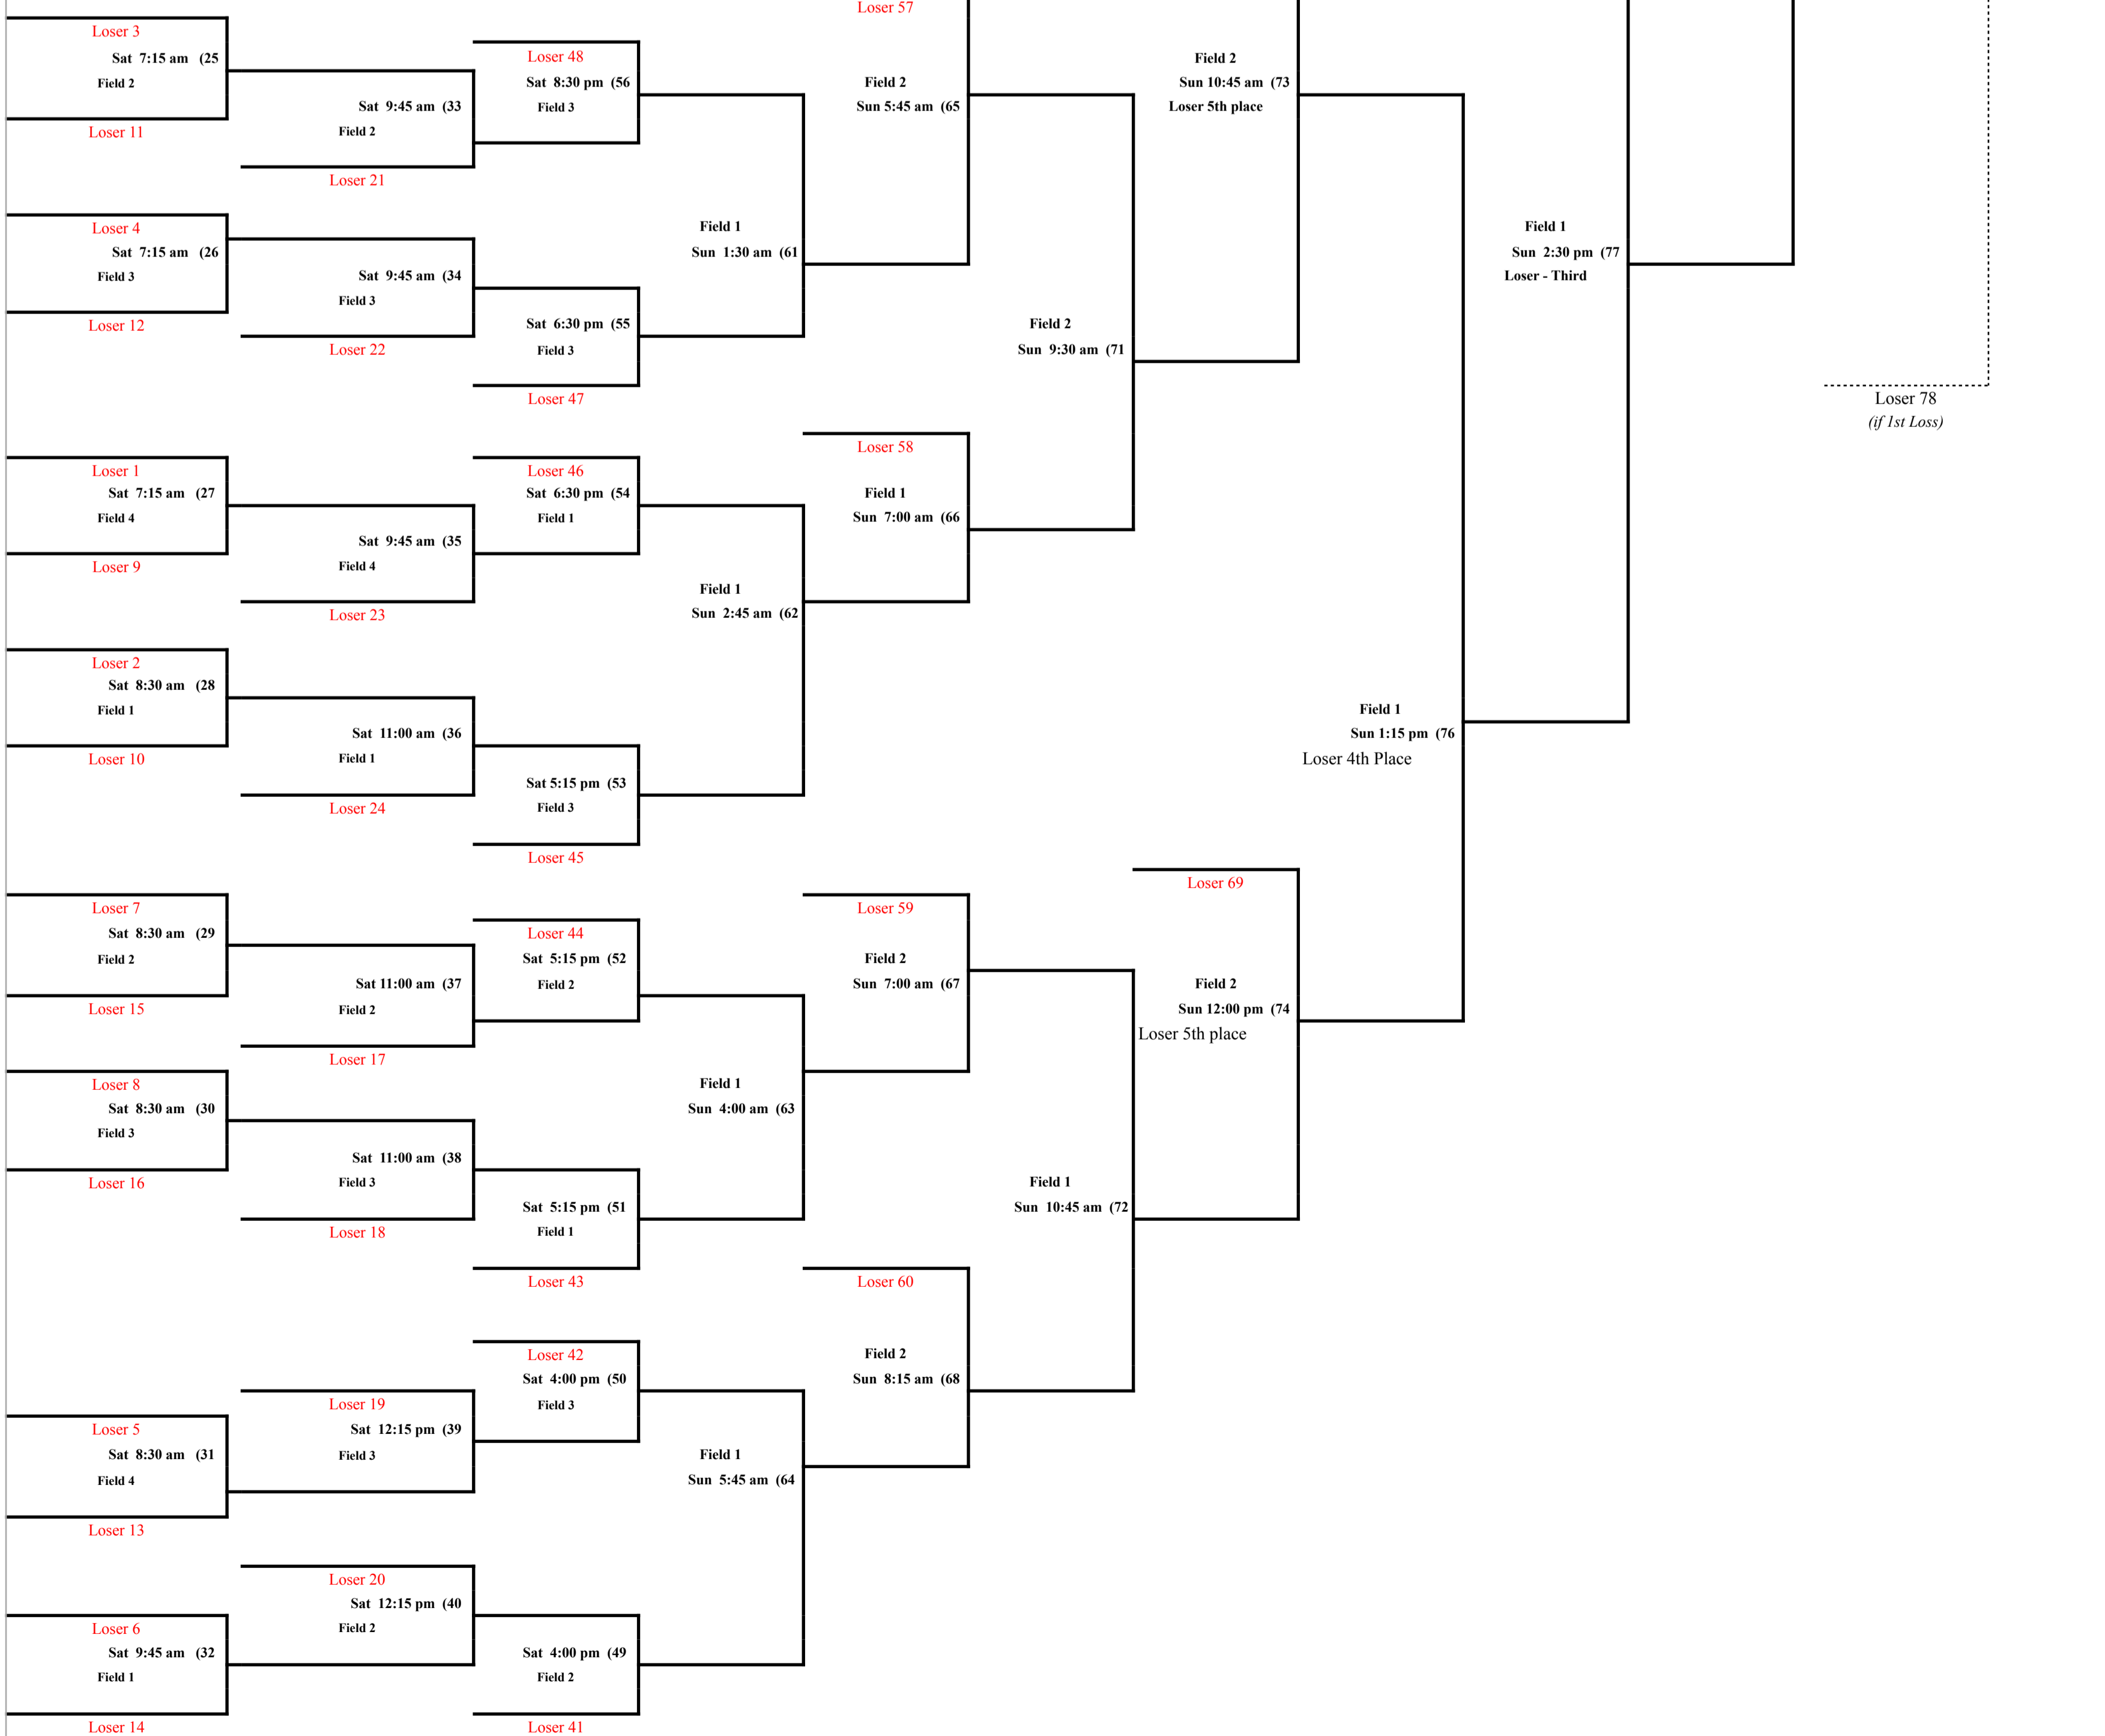 Loser 3
Sat 7:15 am (25
Field 2
Loser 11
Loser 4
Sat 7:15 am (26
Field 3
Loser 12
Loser 1
Sat 7:15 am (27
Field 4
Loser 9
Loser 2
Sat 8:30 am (28
Field 1
Loser 10
Loser 7
Sat 8:30 am (29
Field 2
Loser 15
Loser 8
Sat 8:30 am (30
Field 3
Loser 16
Loser 5
Sat 8:30 am (31
Field 4
Loser 13
Loser 6
Sat 9:45 am (32
Field 1
Loser 14
Sat 9:45 am (33
Field 2
Loser 21
Sat 9:45 am (34
Field 3
Loser 22
Sat 9:45 am (35
Field 4
Loser 23
Sat 11:00 am (36
Field 1
Loser 24
Sat 11:00 am (37
Field 2
Loser 17
Sat 11:00 am (38
Field 3
Loser 18
Loser 19
Sat 12:15 pm (39
Field 3
Loser 20
Sat 12:15 pm (40
Field 2
Loser 48
Sat 8:30 pm (56
Field 3
Sat 6:30 pm (55
Field 3
Loser 47
Loser 46
Sat 6:30 pm (54
Field 1
Sat 5:15 pm (53
Field 3
Loser 45
Loser 44
Sat 5:15 pm (52
Field 2
Sat 5:15 pm (51
Field 1
Loser 43
Loser 42
Sat 4:00 pm (50
Field 3
Sat 4:00 pm (49
Field 2
Loser 41
Field 1
Sun 1:30 am (61
Field 1
Sun 2:45 am (62
Field 1
Sun 4:00 am (63
Field 1
Sun 5:45 am (64
Loser 57
Field 2
Sun 5:45 am (65
Loser 58
Field 1
Sun 7:00 am (66
Loser 59
Field 2
Sun 7:00 am (67
Loser 60
Field 2
Sun 8:15 am (68
Field 2
Sun 9:30 am (71
Field 1
Sun 10:45 am (72
Field 2
Sun 10:45 am (73
Loser 5th place
Loser 69
Field 2
Sun 12:00 pm (74
Loser 5th place
Field 1
Sun 1:15 pm (76
Loser 4th Place
Field 1
Sun 2:30 pm (77
Loser - Third
Loser 78
(if 1st Loss)